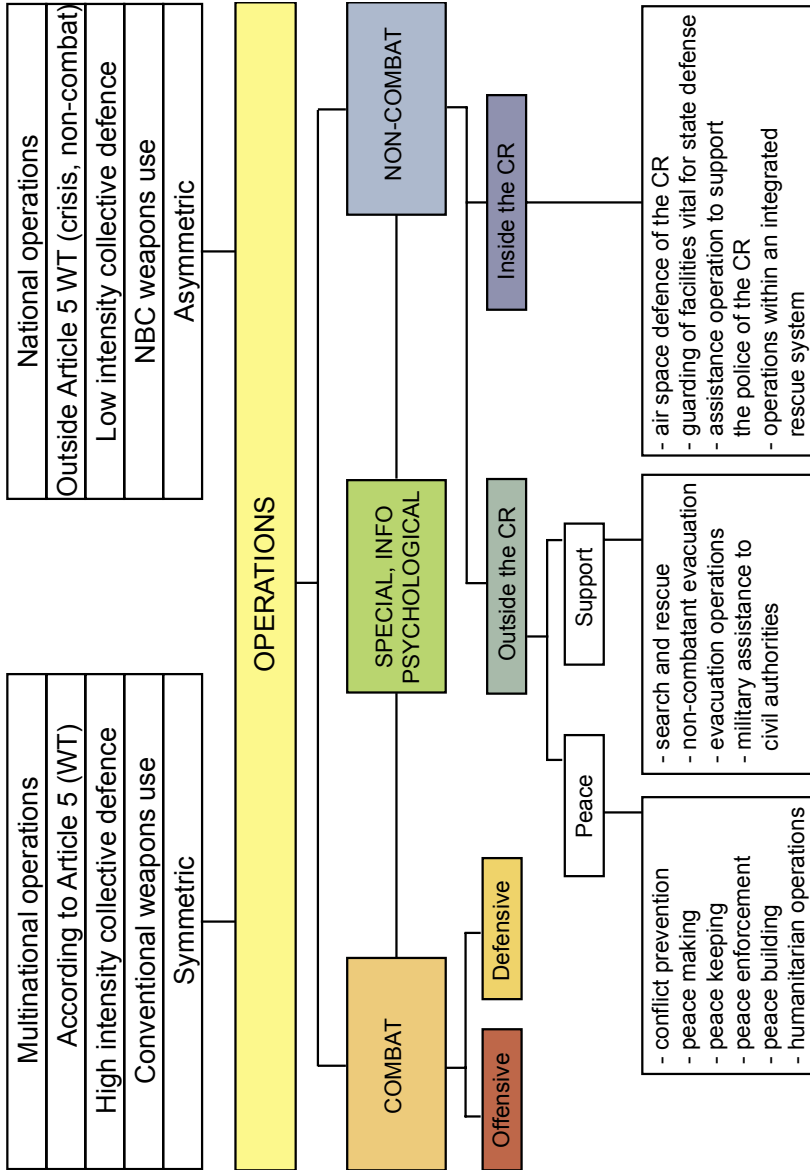 Multinational operations
According to Article 5 (WT)
High intensity collective defence
Conventional weapons use
Symmetric
National operations
Outside Article 5 WT (crisis, non-combat)
Low intensity collective defence
NBC weapons use
Asymmetric
OPERATIONS
COMBAT
SPECIAL, INFO
PSYCHOLOGICAL
NON-COMBAT
Offensive
Defensive
Outside the CR
Inside the CR
Peace
Support
- conflict prevention
- peace making
- peace keeping
- peace enforcement
- peace building
- humanitarian operations
- search and rescue
- non-combatant evacuation
- evacuation operations
- military assistance to
civil authorities
- air space defence of the CR
- guarding of facilities vital for state defense
- assistance operation to support
the police of the CR
- operations within an integrated
rescue system